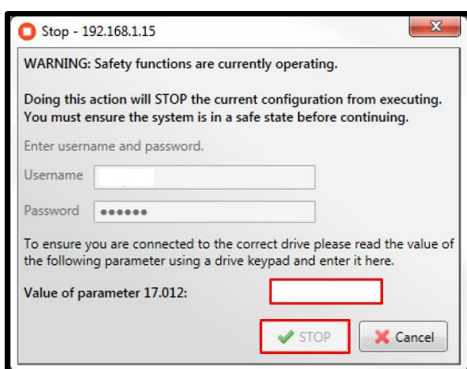 Stop - 192.168.1.15
WARNING: Safety functions are currently operating.
Doing this action will STOP the current configuration from executing.
You must ensure the system is in a safe state before continuing.
Enter username and password.
Username
Password ●●●●●●
To ensure you are connected to the correct drive please read the value of
the following parameter using a drive keypad and enter it here.
Value of parameter 17.012:
STOP Cancel